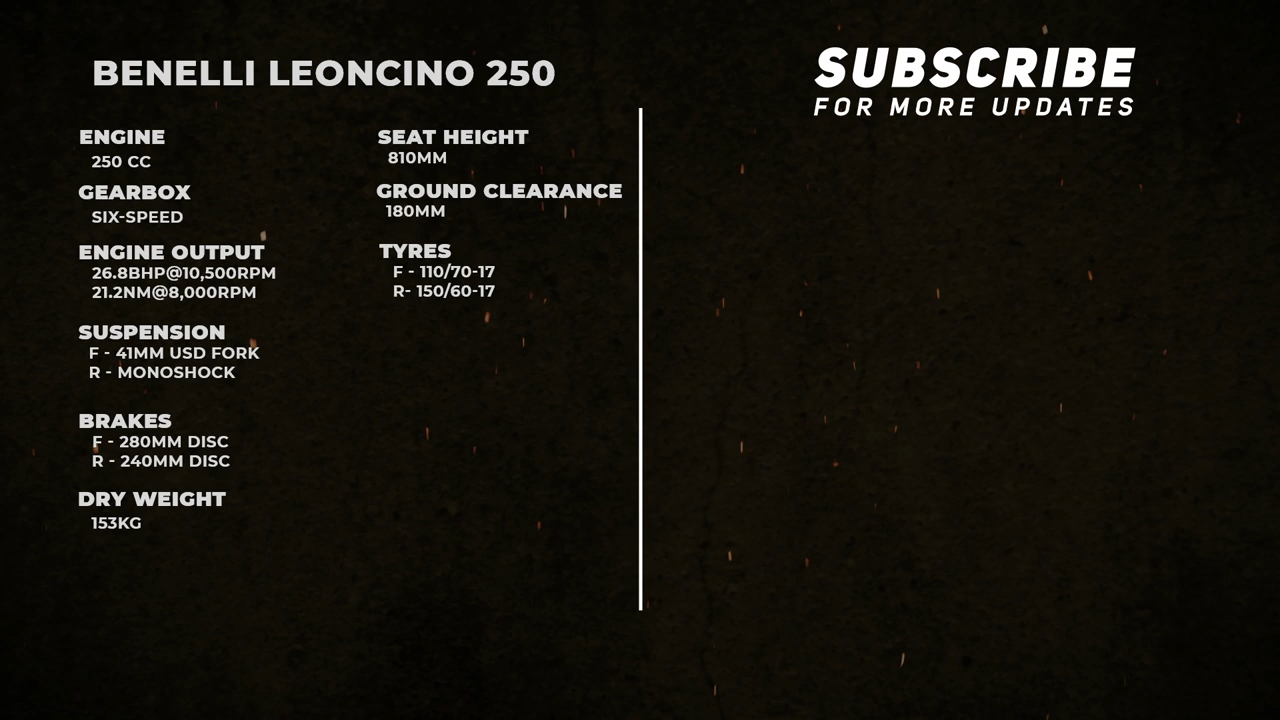 BENELLI LEONCINO 250
ENGINE
250 CC
GEARBOX
SIX-SPEED
ENGINE OUTPUT
26.8BHP@10,500RPM
21.2NM@8,000RPM
SUSPENSION
F - 41MM USD FORK
R - MONOSHOCK
BRAKES
F - 280MM DISC
R - 240MM DISC
DRY WEIGHT
153KG
SEAT HEIGHT
810MM
GROUND CLEARANCE
180MM
TYRES
F - 110/70-17
R- 150/60-17
SUBSCRIBE
FOR MORE UPDATES